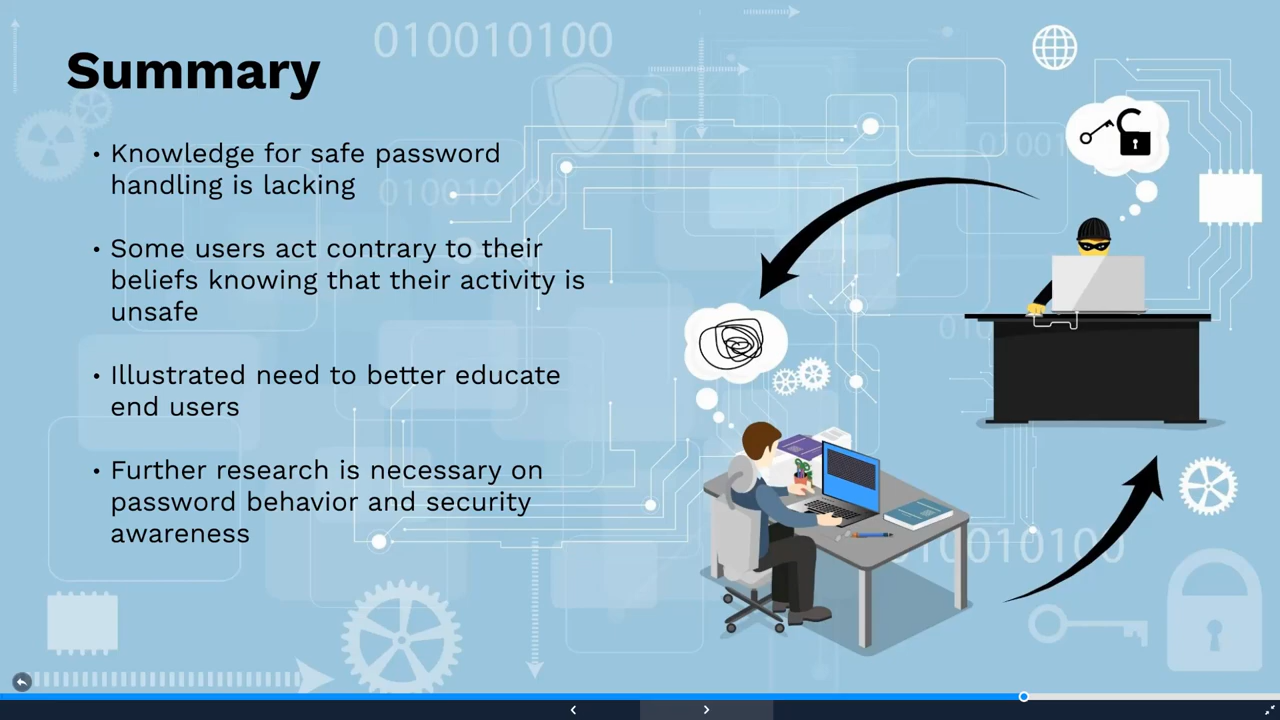 010010100
Summary
• Knowledge for safe password
handling is lacking
• Some users act contrary to their
beliefs knowing that their activity is
unsafe
• Illustrated need to better educate
end users
• Further research is necessary on
password behavior and security
awareness
010010100